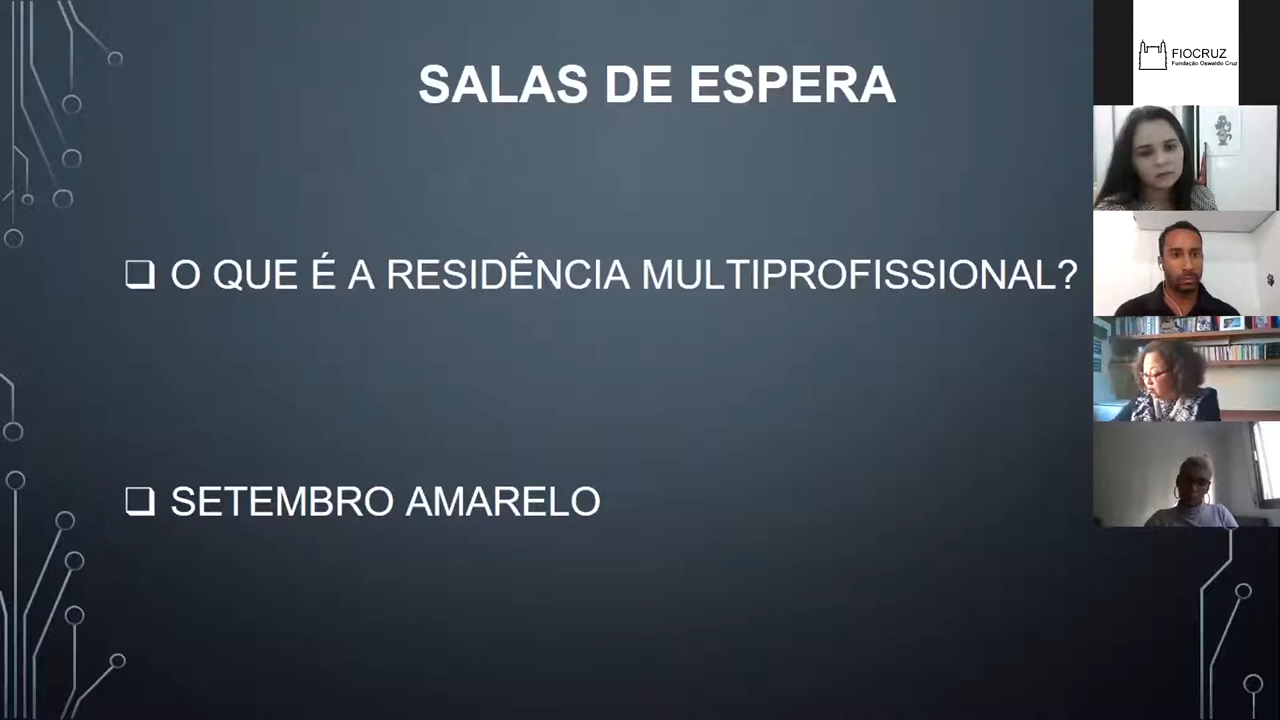 SALAS DE ESPERA
O QUE É A RESIDÊNCIA MULTIPROFISSIONAL?
SETEMBRO AMARELO
FIOCRUZ
Fundação Oswaldo Cruz